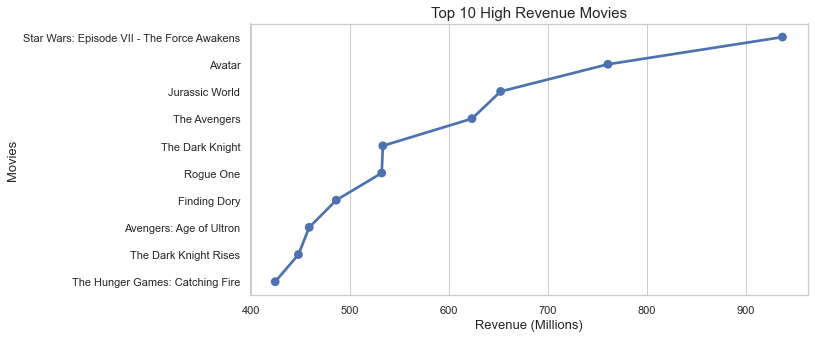 Top 10 High Revenue Movies
Movies
Star Wars: Episode VII - The Force Awakens
Avatar
Jurassic World
The Avengers
The Dark Knight
Rogue One
Finding Dory
Avengers: Age of Ultron
The Dark Knight Rises
The Hunger Games: Catching Fire
400 500 600 700 800 900
Revenue (Millions)